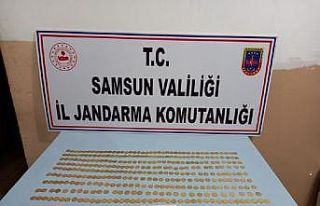 T.C.
SAMSUN VALİLİĞİ
İL JANDARMA KOMUTANLIĞI